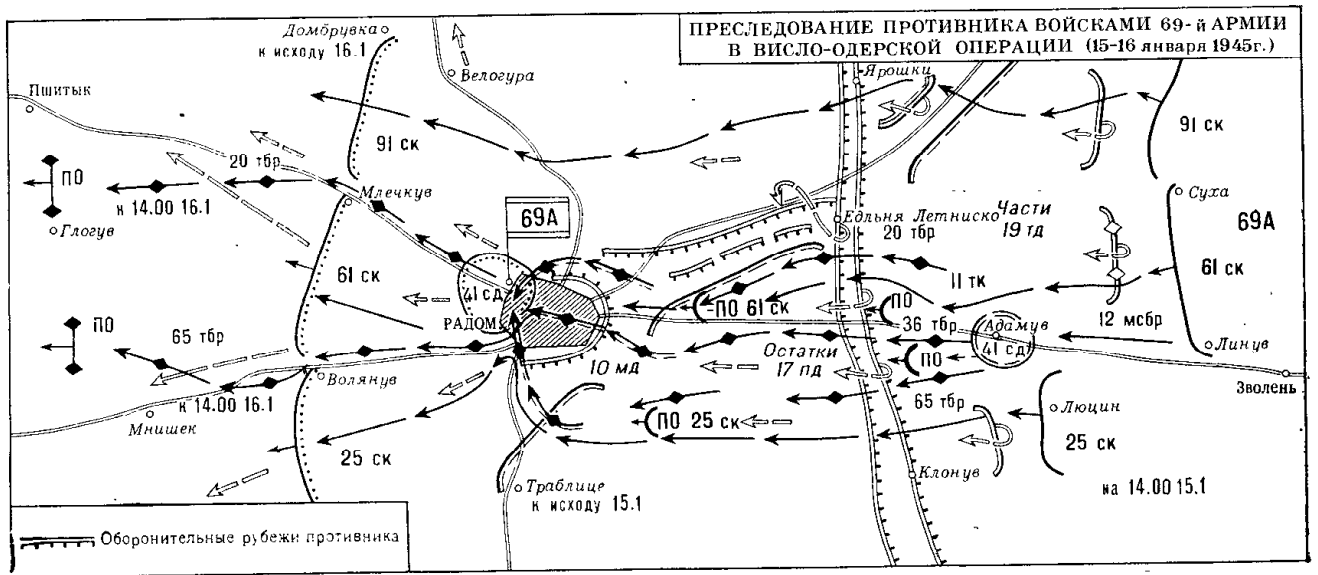 ПРЕСЛЕДОВАНИЕ ПРОТИВНИКА ВОЙСКАМИ 69-й АРМИИ
В ВИСЛО-ОДЕРСКОЙ ОПЕРАЦИИ (15-16 января 1945г.)
Домбрувка
к исходу 16.1
Велогура
Ярошки
Пшитык
91 ск
91 ск
20 тбр
ПО
к 14.00 16.1
Млечкув
Глогув
69А
Едльня Летниско
20 тбр
Части
19 тд
Суха
69А
61 ск
41 сд
11 тк
61 ск
ПО 61 ск
ПО
РАДОМ
36 тбр
Адамув
41 сд
12 мсбр
Линув
ПО
65 тбр
10 мд
Остатки
17 пд
ПО
Зволень
Волянув
к 14.00 16.1
Мнишек
65 тбр
Люцин
ПО 25 ск
25 ск
25 ск
Клонув
на 14.00 15.1
Траблице
к исходу 15.1
Оборонительные рубежи противника